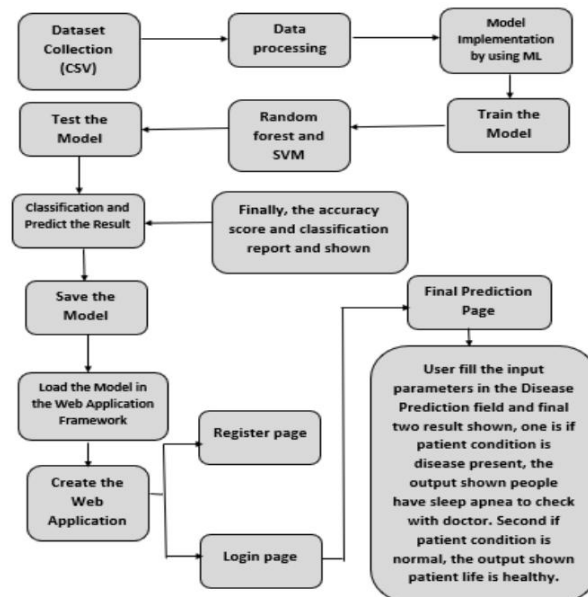 Dataset
Collection
(CSV)
Data
processing
Model
Implementation
by using ML
Test the
Model
Random
forest and
SVM
Train the
Model
Classification and
Predict the Result
Finally, the accuracy
score and classification
report and shown
Save the
Model
Final Prediction
Page
Load the Model in
the Web Application
Framework
Register page
User fill the input
parameters in the Disease
Prediction field and final
two result shown, one is if
patient condition is
disease present, the
output shown people
have sleep apnea to check
with doctor. Second if
patient condition is
normal, the output shown
patient life is healthy.
Create the
Web
Application
Login page